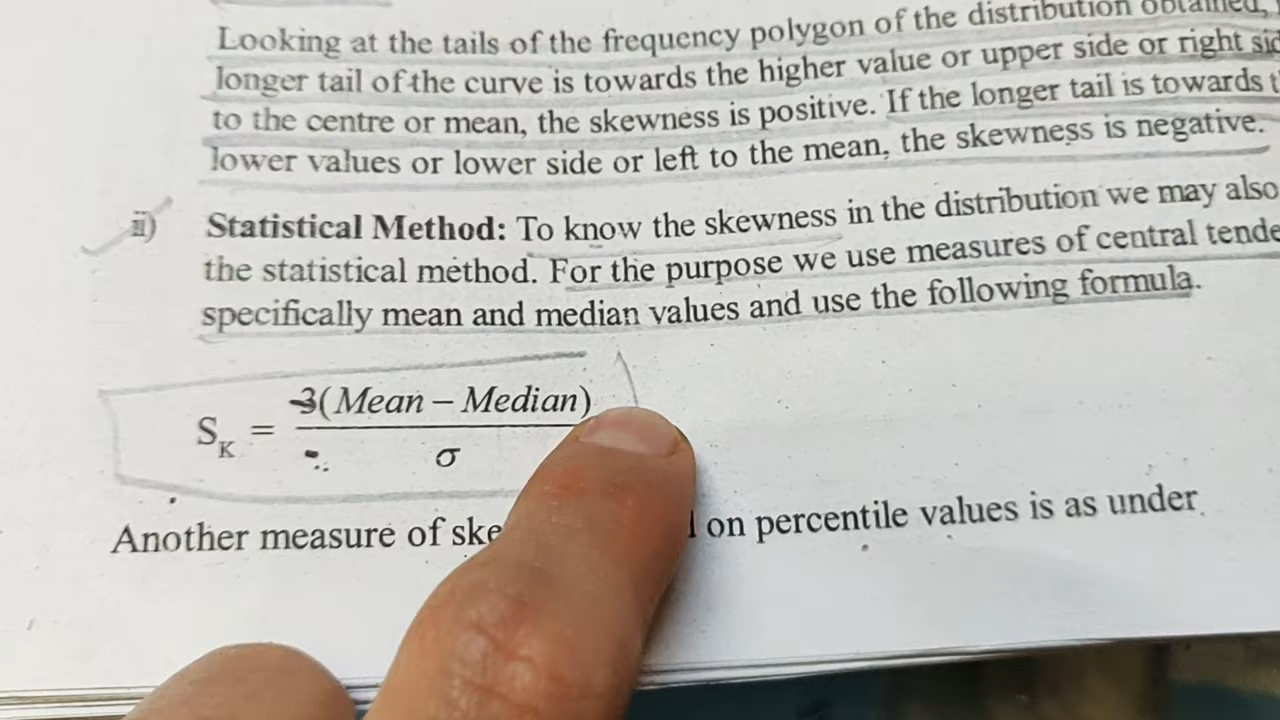 Looking at the tails of the frequency polygon of the distribution obtained,
longer tail of the curve is towards the higher value or upper side or right
to the centre or mean, the skewness is positive. If the longer tail is towards
lower values or lower side or left to the mean, the skewness is negative.
ii) Statistical Method: To know the skewness in the distribution we may also
the statistical method. For the purpose we use measures of central
specifically mean and median values and use the following formula.
S_K = 3(Mean – Median) / σ
Another measure of on percentile values is as under